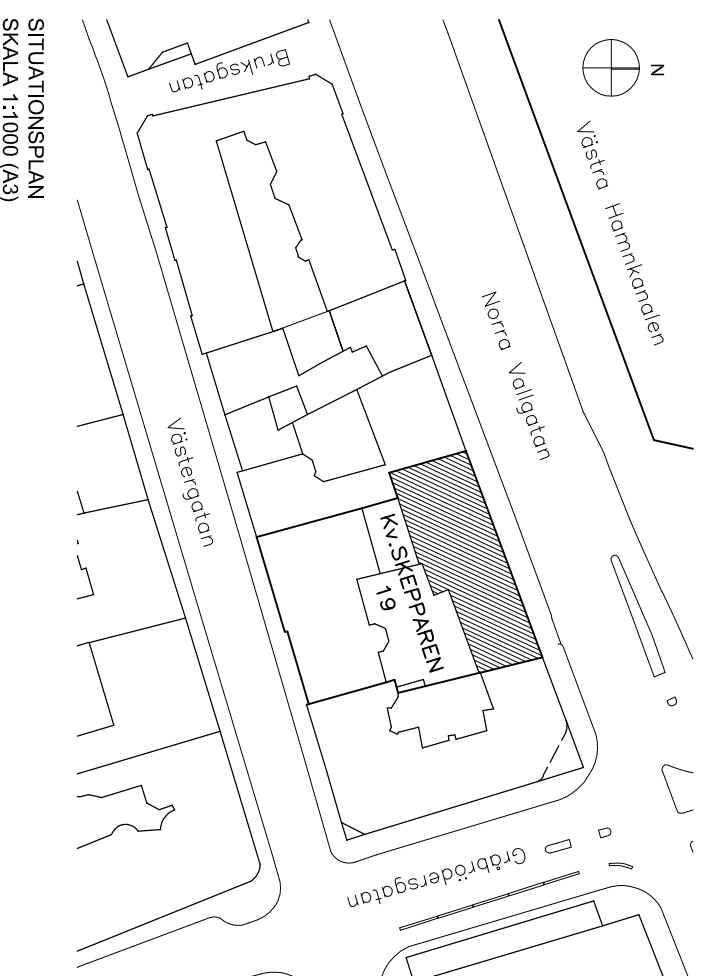 N
Västra Hamnkanalen
Norra Vallgatan
Bruksgatan
Västergatan
Kv.SKEPPAREN
19
Gråbrödersgatan
SITUATIONSPLAN
SKALA 1:1000 (A3)